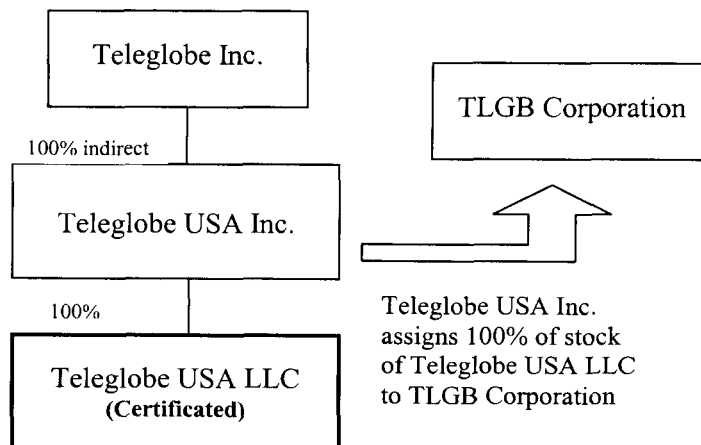 Teleglobe Inc.
TLGB Corporation
100% indirect
Teleglobe USA Inc.
100%
Teleglobe USA Inc.
assigns 100% of stock
of Teleglobe USA LLC
to TLGB Corporation
Teleglobe USA LLC
(Certificated)